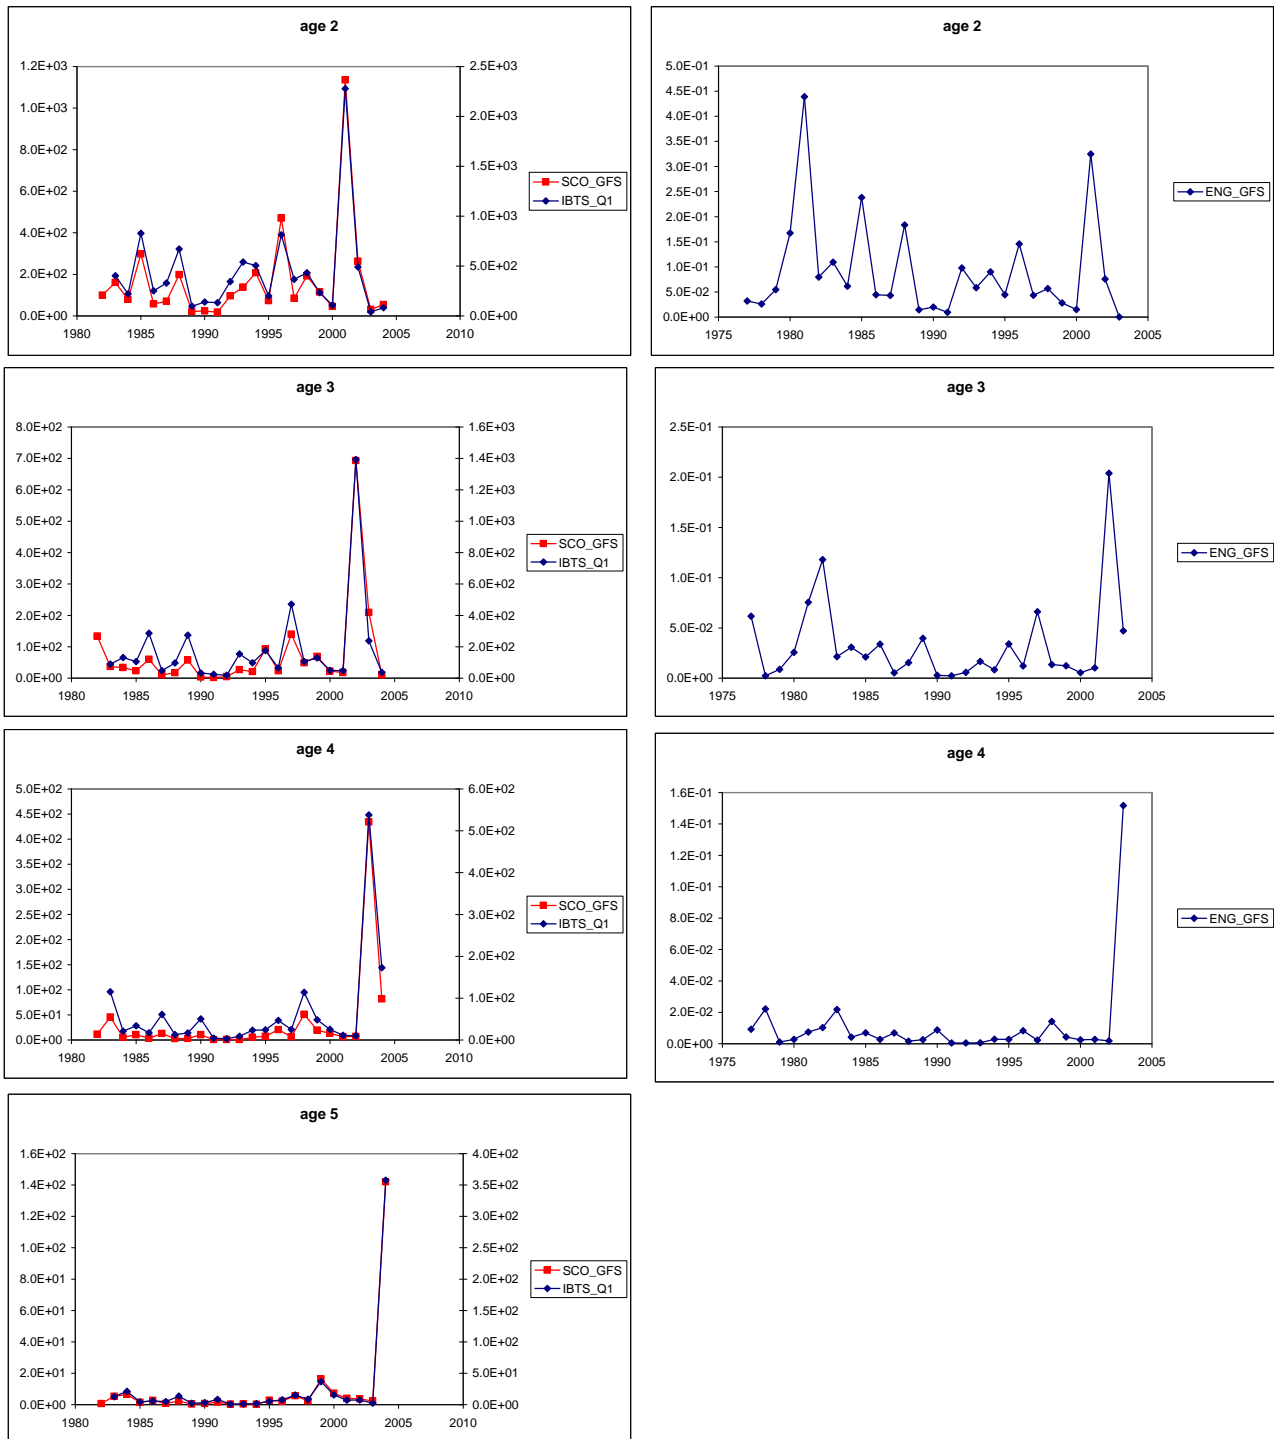 age 2
1.2E+03
1.0E+03
8.0E+02
6.0E+02
4.0E+02
2.0E+02
0.0E+00
2.5E+03
2.0E+03
1.5E+03
1.0E+03
5.0E+02
0.0E+00
1980 1985 1990 1995 2000 2005 2010
SCO_GFS
IBTS_Q1
age 2
5.0E-01
4.5E-01
4.0E-01
3.5E-01
3.0E-01
2.5E-01
2.0E-01
1.5E-01
1.0E-01
5.0E-02
0.0E+00
1975 1980 1985 1990 1995 2000 2005
ENG_GFS
age 3
8.0E+02
7.0E+02
6.0E+02
5.0E+02
4.0E+02
3.0E+02
2.0E+02
1.0E+02
0.0E+00
1.6E+03
1.4E+03
1.2E+03
1.0E+03
8.0E+02
6.0E+02
4.0E+02
2.0E+02
0.0E+00
1980 1985 1990 1995 2000 2005 2010
SCO_GFS
IBTS_Q1
age 3
2.5E-01
2.0E-01
1.5E-01
1.0E-01
5.0E-02
0.0E+00
1975 1980 1985 1990 1995 2000 2005
ENG_GFS
age 4
5.0E+02
4.5E+02
4.0E+02
3.5E+02
3.0E+02
2.5E+02
2.0E+02
1.5E+02
1.0E+02
5.0E+01
0.0E+00
6.0E+02
5.0E+02
4.0E+02
3.0E+02
2.0E+02
1.0E+02
0.0E+00
1980 1985 1990 1995 2000 2005 2010
SCO_GFS
IBTS_Q1
age 4
1.6E-01
1.4E-01
1.2E-01
1.0E-01
8.0E-02
6.0E-02
4.0E-02
2.0E-02
0.0E+00
1975 1980 1985 1990 1995 2000 2005
ENG_GFS
age 5
1.6E+02
1.4E+02
1.2E+02
1.0E+02
8.0E+01
6.0E+01
4.0E+01
2.0E+01
0.0E+00
4.0E+02
3.5E+02
3.0E+02
2.5E+02
2.0E+02
1.5E+02
1.0E+02
5.0E+01
0.0E+00
1980 1985 1990 1995 2000 2005 2010
SCO_GFS
IBTS_Q1